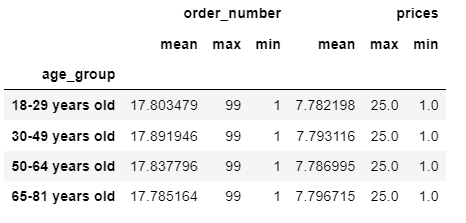 order_number prices
mean max min mean max min
age_group
18-29 years old 17.803479 99 1 7.782198 25.0 1.0
30-49 years old 17.891946 99 1 7.793116 25.0 1.0
50-64 years old 17.837796 99 1 7.786995 25.0 1.0
65-81 years old 17.785164 99 1 7.796715 25.0 1.0